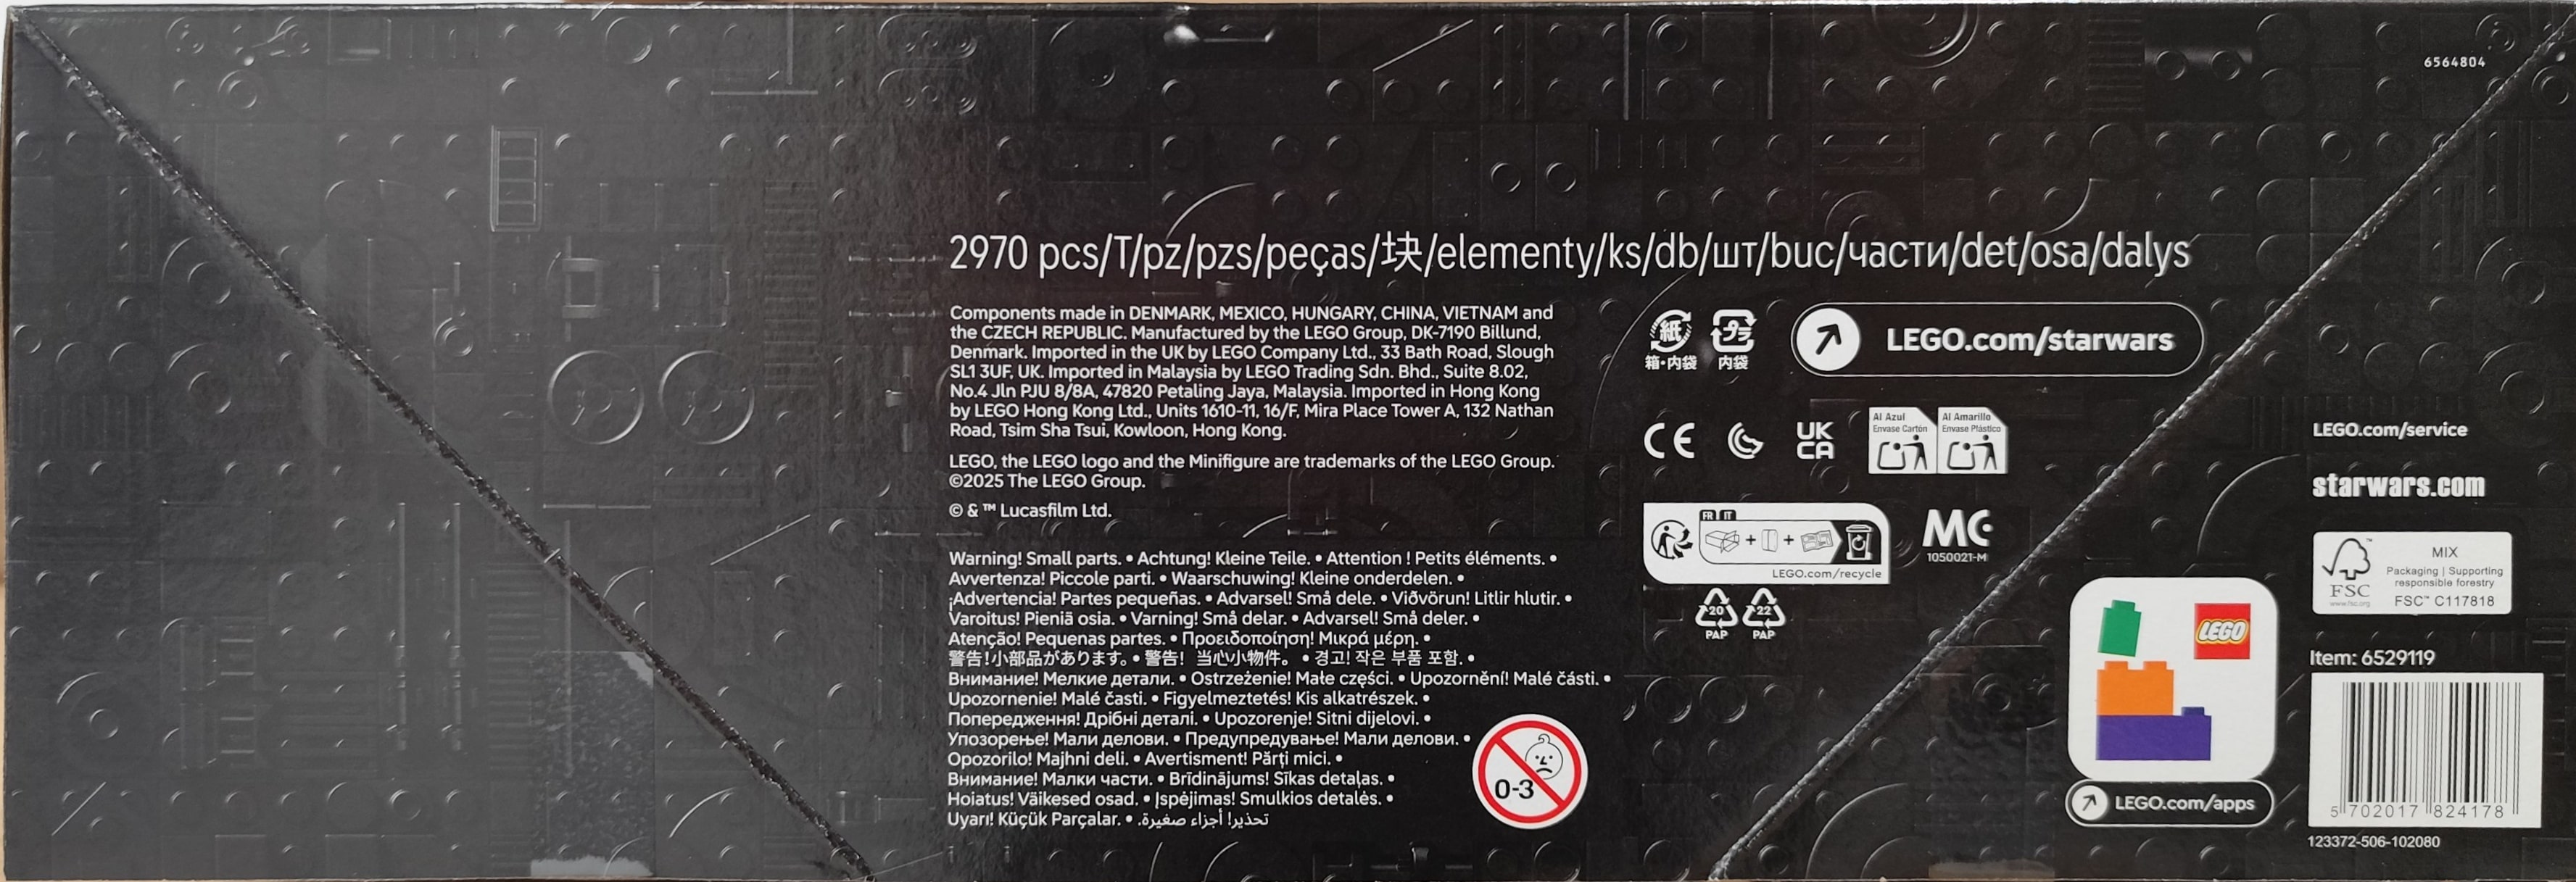 6564804
2970 pcs/T/pz/pzs/peças/块/elementy/ks/db/шт/buc/части/det/osa/dalys
Components made in DENMARK, MEXICO, HUNGARY, CHINA, VIETNAM and
the CZECH REPUBLIC. Manufactured by the LEGO Group, DK-7190 Billund,
Denmark. Imported in the UK by LEGO Company Ltd., 33 Bath Road, Slough
SL1 3UF, UK. Imported in Malaysia by LEGO Trading Sdn. Bhd., Suite 8.02,
No.4 Jln PJU 8/8A, 47820 Petaling Jaya, Malaysia. Imported in Hong Kong
by LEGO Hong Kong Ltd., Units 1610-11, 16/F, Mira Place Tower A, 132 Nathan
Road, Tsim Sha Tsui, Kowloon, Hong Kong.
LEGO, the LEGO logo and the Minifigure are trademarks of the LEGO Group.
©2025 The LEGO Group.
© & ™ Lucasfilm Ltd.
Warning! Small parts. • Achtung! Kleine Teile. • Attention ! Petits éléments. •
Avvertenza! Piccole parti. • Waarschuwing! Kleine onderdelen. •
¡Advertencia! Partes pequeñas. • Advarsel! Små dele. • Viðvörun! Litlir hlutir. •
Varoitus! Pieniä osia. • Varning! Små delar. • Advarsel! Små deler. •
Atenção! Pequenas partes. • Προειδοποίηση! Μικρά μέρη. •
警告!小部品があります。• 警告！当心小物件。 • 경고! 작은 부품 포함. •
Внимание! Мелкие детали. • Ostrzeżenie! Małe części. • Upozornění! Malé části. •
Upozornenie! Malé časti. • Figyelmeztetés! Kis alkatrészek. •
Попередження! Дрібні деталі. • Upozorenje! Sitni dijelovi. •
Упозорење! Мали делови. • Предупредување! Мали делови. •
Opozorilo! Majhni deli. • Avertisment! Părți mici. •
Внимание! Малки части. • Brīdinājums! Sīkas detaļas. •
Hoiatus! Väikesed osad. • Įspėjimas! Smulkios detalės. •
Uyarı! Küçük Parçalar. • تحذير! أجزاء صغيرة.
0-3
紙 プラ
箱・内袋 内袋
LEGO.com/starwars
CE UK CA
Al Azul Al Amarillo
Envase Cartón Envase Plástico
FR IT
LEGO.com/recycle
MC
1050021-M
20 22
PAP PAP
LEGO
LEGO.com/apps
LEGO.com/service
starwars.com
FSC
www.fsc.org
MIX
Packaging | Supporting
responsible forestry
FSC™ C117818
Item: 6529119
5 702017 824178
123372-506-102080